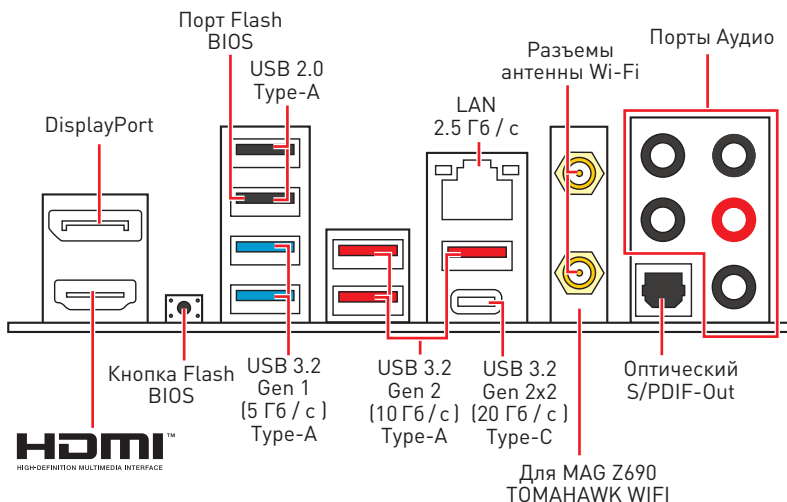 Порт Flash
BIOS
USB 2.0
Type-A
DisplayPort
LAN
2.5 Гб / с
Разъемы
антенны Wi-Fi
Порты Аудио
Кнопка Flash
BIOS
USB 3.2
Gen 1
(5 Гб / с)
Type-A
USB 3.2
Gen 2
(10 Гб / с)
Type-A
USB 3.2
Gen 2x2
(20 Гб / с)
Type-C
Оптический
S/PDIF-Out
HDMI™
HIGH-DEFINITION MULTIMEDIA INTERFACE
Для MAG Z690
TOMAHAWK WIFI